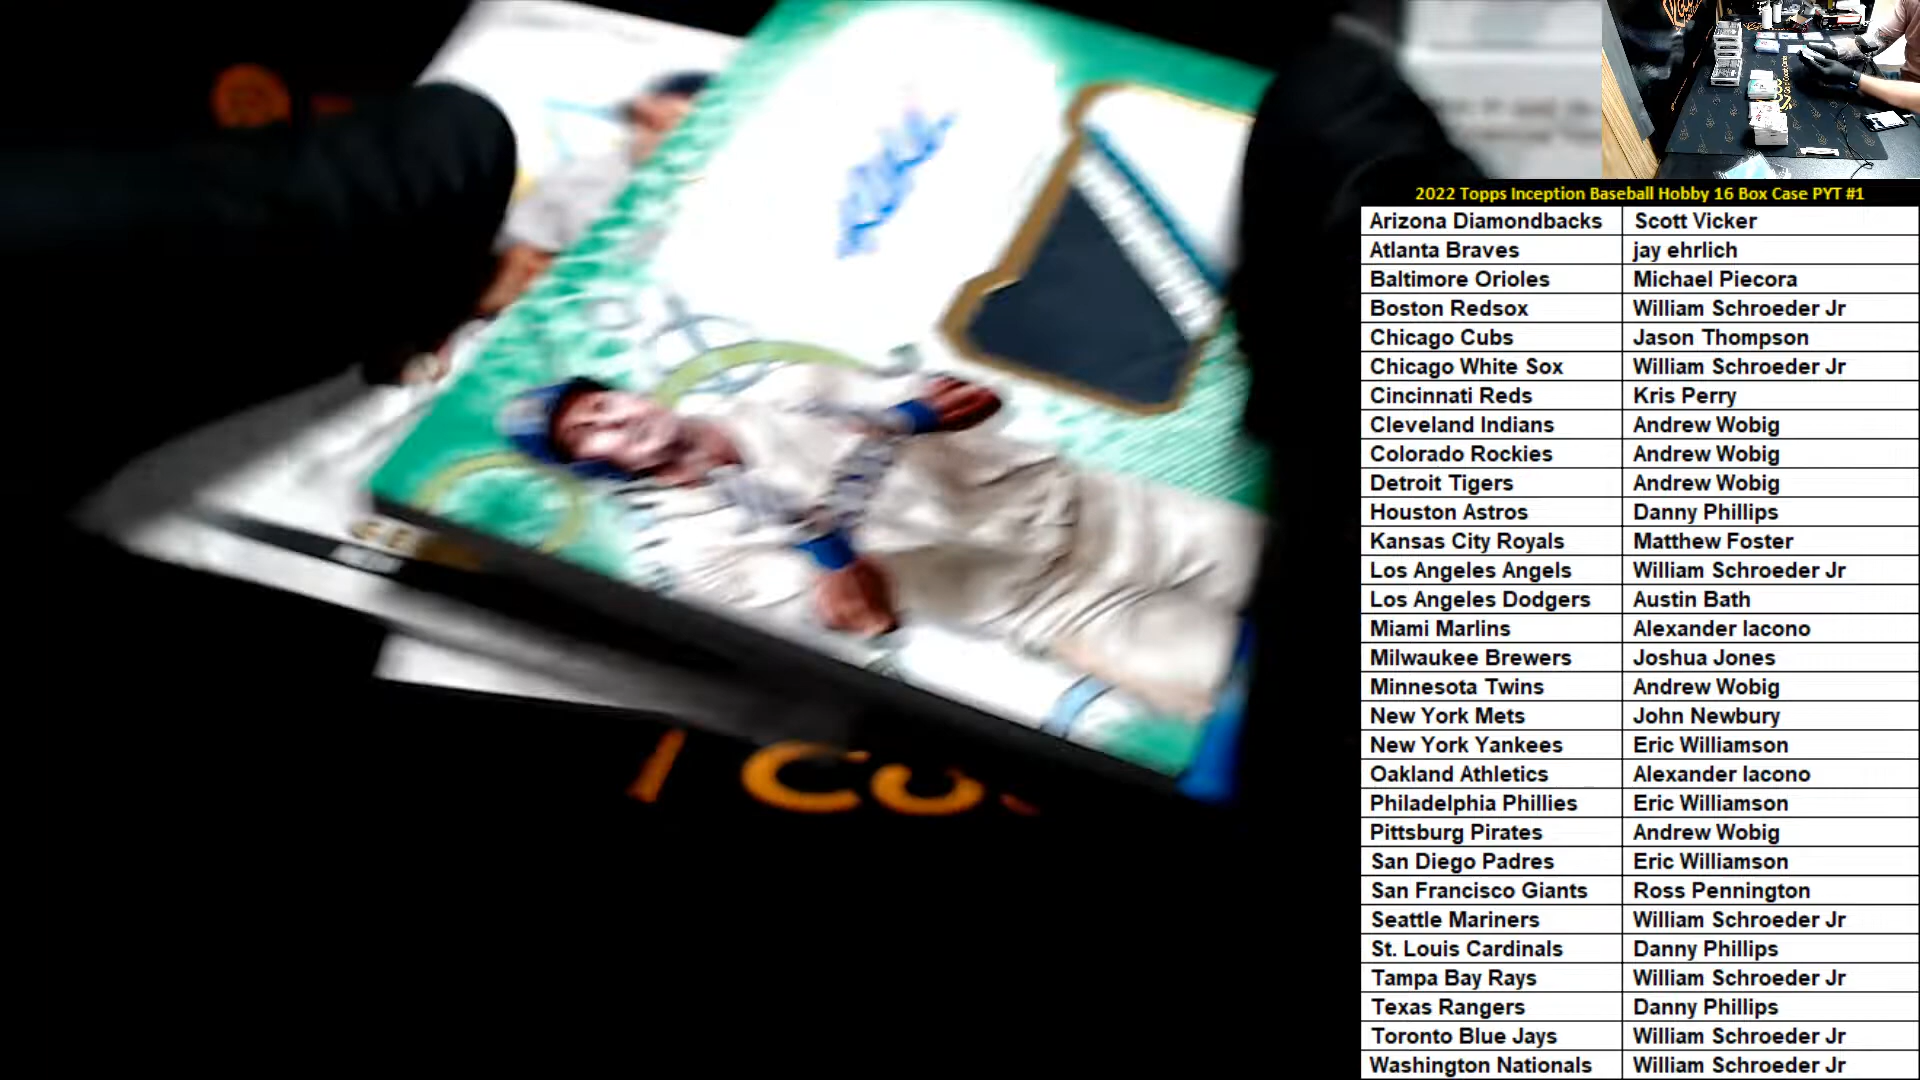 2022 Topps Inception Baseball Hobby 16 Box Case PYT #1
Arizona Diamondbacks Scott Vicker
Atlanta Braves jay ehrlich
Baltimore Orioles Michael Piecora
Boston Redsox William Schroeder Jr
Chicago Cubs Jason Thompson
Chicago White Sox William Schroeder Jr
Cincinnati Reds Kris Perry
Cleveland Indians Andrew Wobig
Colorado Rockies Andrew Wobig
Detroit Tigers Andrew Wobig
Houston Astros Danny Phillips
Kansas City Royals Matthew Foster
Los Angeles Angels William Schroeder Jr
Los Angeles Dodgers Austin Bath
Miami Marlins Alexander Iacono
Milwaukee Brewers Joshua Jones
Minnesota Twins Andrew Wobig
New York Mets John Newbury
New York Yankees Eric Williamson
Oakland Athletics Alexander Iacono
Philadelphia Phillies Eric Williamson
Pittsburg Pirates Andrew Wobig
San Diego Padres Eric Williamson
San Francisco Giants Ross Pennington
Seattle Mariners William Schroeder Jr
St. Louis Cardinals Danny Phillips
Tampa Bay Rays William Schroeder Jr
Texas Rangers Danny Phillips
Toronto Blue Jays William Schroeder Jr
Washington Nationals William Schroeder Jr